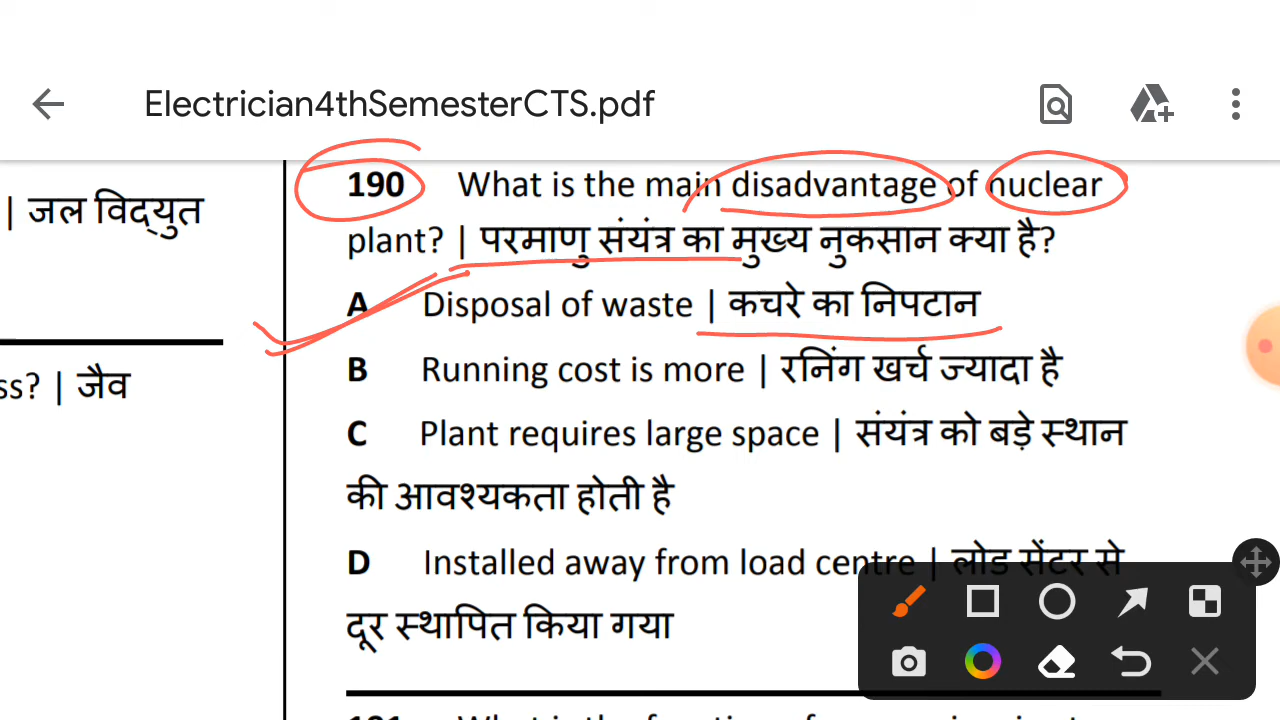 Electrician4thSemesterCTS.pdf
| जल विद्युत
ss? | जैव
190 What is the main disadvantage of nuclear
plant? | परमाणु संयंत्र का मुख्य नुकसान क्या है?
A Disposal of waste | कचरे का निपटान
B Running cost is more | रनिंग खर्च ज्यादा है
C Plant requires large space | संयंत्र को बड़े स्थान
की आवश्यकता होती है
D Installed away from load centre | लोड सेंटर से
दूर स्थापित किया गया